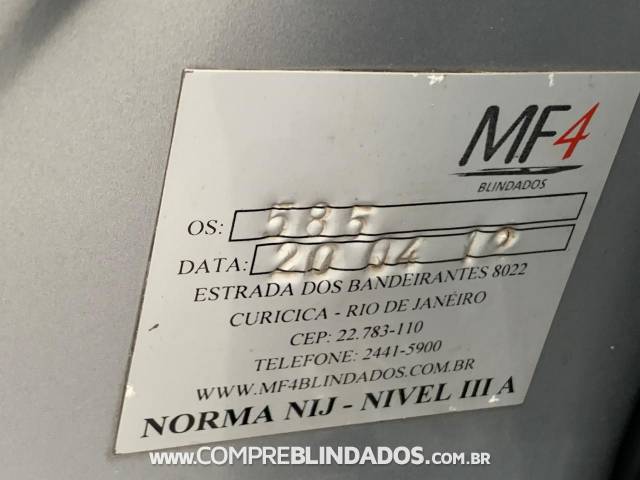 MF4
BLINDADOS
OS: 585
DATA: 20 04 12
ESTRADA DOS BANDEIRANTES 8022
CURICICA - RIO DE JANEIRO
CEP: 22.783-110
TELEFONE: 2441-5900
WWW.MF4BLINDADOS.COM.BR
NORMA NIJ - NIVEL III A
WWW.COMPREBLINDADOS.COM.BR